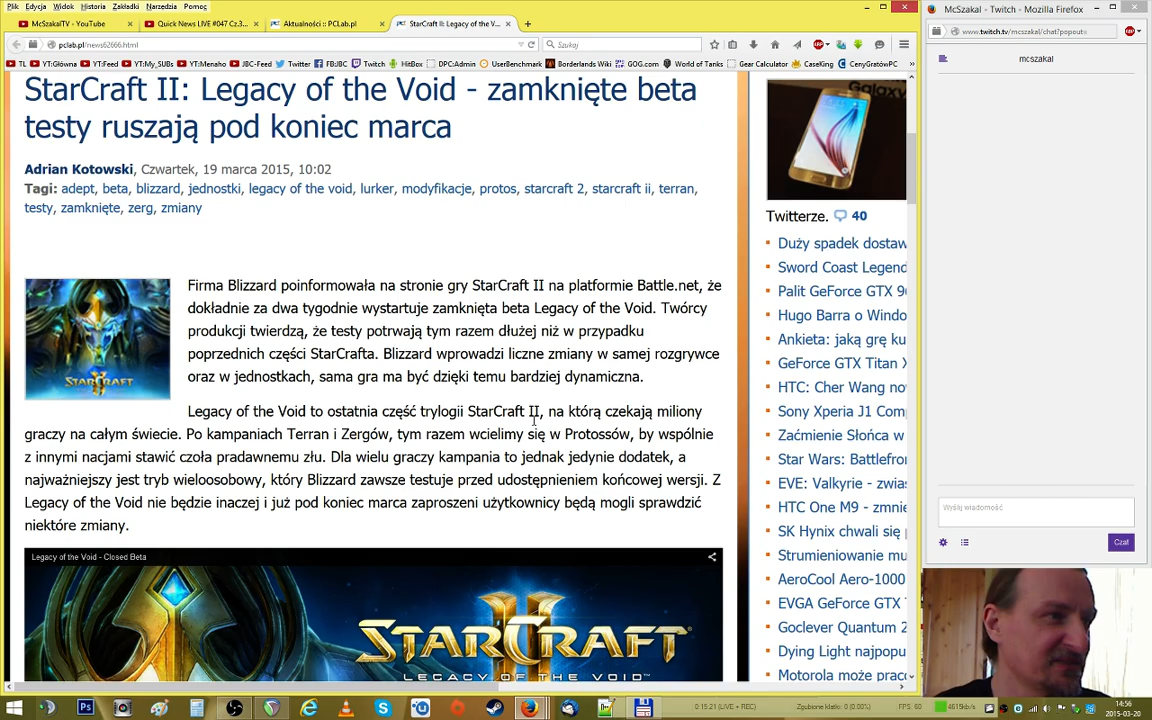 Plik Edycja Widok Historia Zakładki Narzędzia Pomoc
McSzakalTV - YouTube
Quick News LIVE #047 Cz.3...
Aktualności :: PCLab.pl
StarCraft II: Legacy of the V...
pclab.pl/news62666.html
Szukaj
TL YT:Główna YT:Feed YT:My_SUBs YT:Menaho JBC-Feed Twitter FB:JBC Twitch HitBox DPC:Admin UserBenchmark Borderlands Wiki GOG.com World of Tanks Gear Calculator CaseKing CenyGratówPC
StarCraft II: Legacy of the Void - zamknięte beta
testy ruszają pod koniec marca
Adrian Kotowski, Czwartek, 19 marca 2015, 10:02
Tagi: adept, beta, blizzard, jednostki, legacy of the void, lurker, modyfikacje, protos, starcraft 2, starcraft ii, terran,
testy, zamknięte, zerg, zmiany
STARCRAFT
II
Firma Blizzard poinformowała na stronie gry StarCraft II na platformie Battle.net, że
dokładnie za dwa tygodnie wystartuje zamknięta beta Legacy of the Void. Twórcy
produkcji twierdzą, że testy potrwają tym razem dłużej niż w przypadku
poprzednich części StarCrafta. Blizzard wprowadzi liczne zmiany w samej rozgrywce
oraz w jednostkach, sama gra ma być dzięki temu bardziej dynamiczna.
Legacy of the Void to ostatnia część trylogii StarCraft II, na którą czekają miliony
graczy na całym świecie. Po kampaniach Terran i Zergów, tym razem wcielimy się w Protossów, by wspólnie
z innymi nacjami stawić czoła pradawnemu złu. Dla wielu graczy kampania to jednak jedynie dodatek, a
najważniejszy jest tryb wieloosobowy, który Blizzard zawsze testuje przed udostępnieniem końcowej wersji. Z
Legacy of the Void nie będzie inaczej i już pod koniec marca zaproszeni użytkownicy będą mogli sprawdzić
niektóre zmiany.
Legacy of the Void - Closed Beta
II
STARCRAFT
LEGACY OF THE VOID
Galaxy
Twitterze. 40
Duży spadek dostaw
Sword Coast Legend
Palit GeForce GTX 9
Hugo Barra o Windo
Ankieta: jaką grę ku
GeForce GTX Titan X
HTC: Cher Wang no
Sony Xperia J1 Com
Zaćmienie Słońca w
Star Wars: Battlefro
EVE: Valkyrie - zwias
HTC One M9 - zmnie
SK Hynix chwali się
Strumieniowanie mu
AeroCool Aero-1000
EVGA GeForce GTX
Goclever Quantum 2
Dying Light najpopu
Motorola może prac
McSzakal - Twitch - Mozilla Firefox
www.twitch.tv/mcszakal/chat?popout=
mcszakal
Wyślij wiadomość
Czat
0:15:21 (LIVE + REC)
Zgubione klatki: 0 (0.00%)
FPS: 60
4615kb/s
14:56
2015-03-20